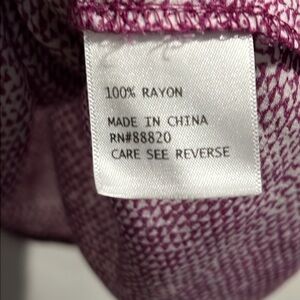 100% RAYON
MADE IN CHINA
RN#88820
CARE SEE REVERSE